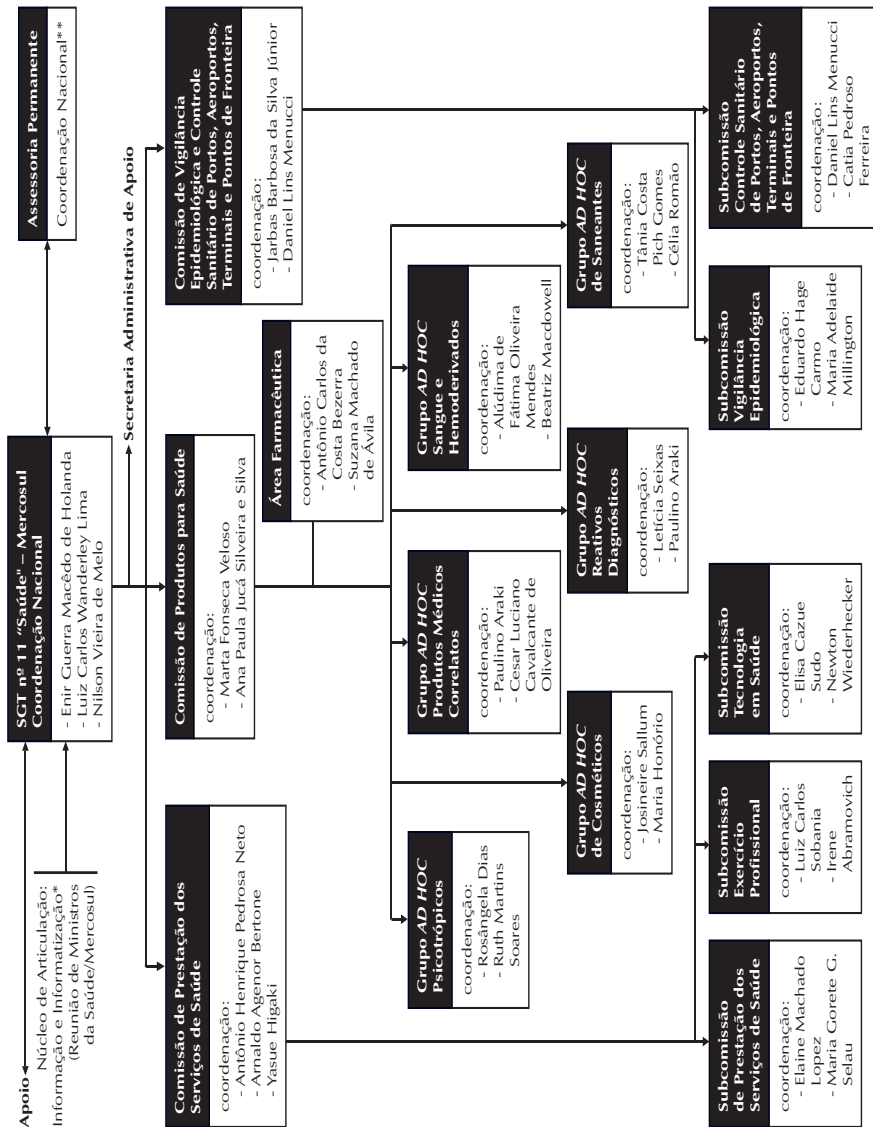 SGT nº 11 "Saúde" – Mercosul
Coordenação Nacional
- Enir Guerra Macêdo de Holanda
- Luiz Carlos Wanderley Lima
- Nilson Vieira de Melo
Assessoria Permanente
Coordenação Nacional**
Apoio
Núcleo de Articulação:
Informação e Informatização*
(Reunião de Ministros
da Saúde/Mercosul)
Secretaria Administrativa de Apoio
Comissão de Prestação dos
Serviços de Saúde
coordenação:
- Antônio Henrique Pedrosa Neto
- Arnaldo Agenor Bertone
- Yasue Higaki
Comissão de Produtos para Saúde
coordenação:
- Marta Fonseca Veloso
- Ana Paula Jucá Silveira e Silva
Comissão de Vigilância
Epidemiológica e Controle
Sanitário de Portos, Aeroportos,
Terminais e Pontos de Fronteira
coordenação:
- Jarbas Barbosa da Silva Júnior
- Daniel Lins Menucci
Área Farmacêutica
coordenação:
- Antônio Carlos da
Costa Bezerra
- Suzana Machado
de Ávila
Grupo AD HOC
Psicotrópicos
coordenação:
- Rosângela Dias
- Ruth Martins
Soares
Grupo AD HOC
Produtos Médicos
Correlatos
coordenação:
- Paulino Araki
- Cesar Luciano
Cavalcante de
Oliveira
Grupo AD HOC
Sangue e
Hemoderivados
coordenação:
- Alúdima de
Fátima Oliveira
Mendes
- Beatriz Macdowell
Grupo AD HOC
de Cosméticos
coordenação:
- Josineire Sallum
- Maria Honório
Grupo AD HOC
Reativos
Diagnósticos
coordenação:
- Letícia Seixas
- Paulino Araki
Grupo AD HOC
de Saneantes
coordenação:
- Tânia Costa
Pich Gomes
- Célia Romão
Subcomissão
de Prestação dos
Serviços de Saúde
coordenação:
- Elaine Machado
Lopez
- Maria Gorete G.
Selau
Subcomissão
Exercício
Profissional
coordenação:
- Luiz Carlos
Sobania
- Irene
Abramovich
Subcomissão
Tecnologia
em Saúde
coordenação:
- Elisa Cazue
Sudo
- Newton
Wiederhecker
Subcomissão
Vigilância
Epidemiológica
coordenação:
- Eduardo Hage
Carmo
- Maria Adelaide
Millington
Subcomissão
Controle Sanitário
de Portos, Aeroportos,
Terminais e Pontos
de Fronteira
coordenação:
- Daniel Lins Menucci
- Catia Pedroso
Ferreira